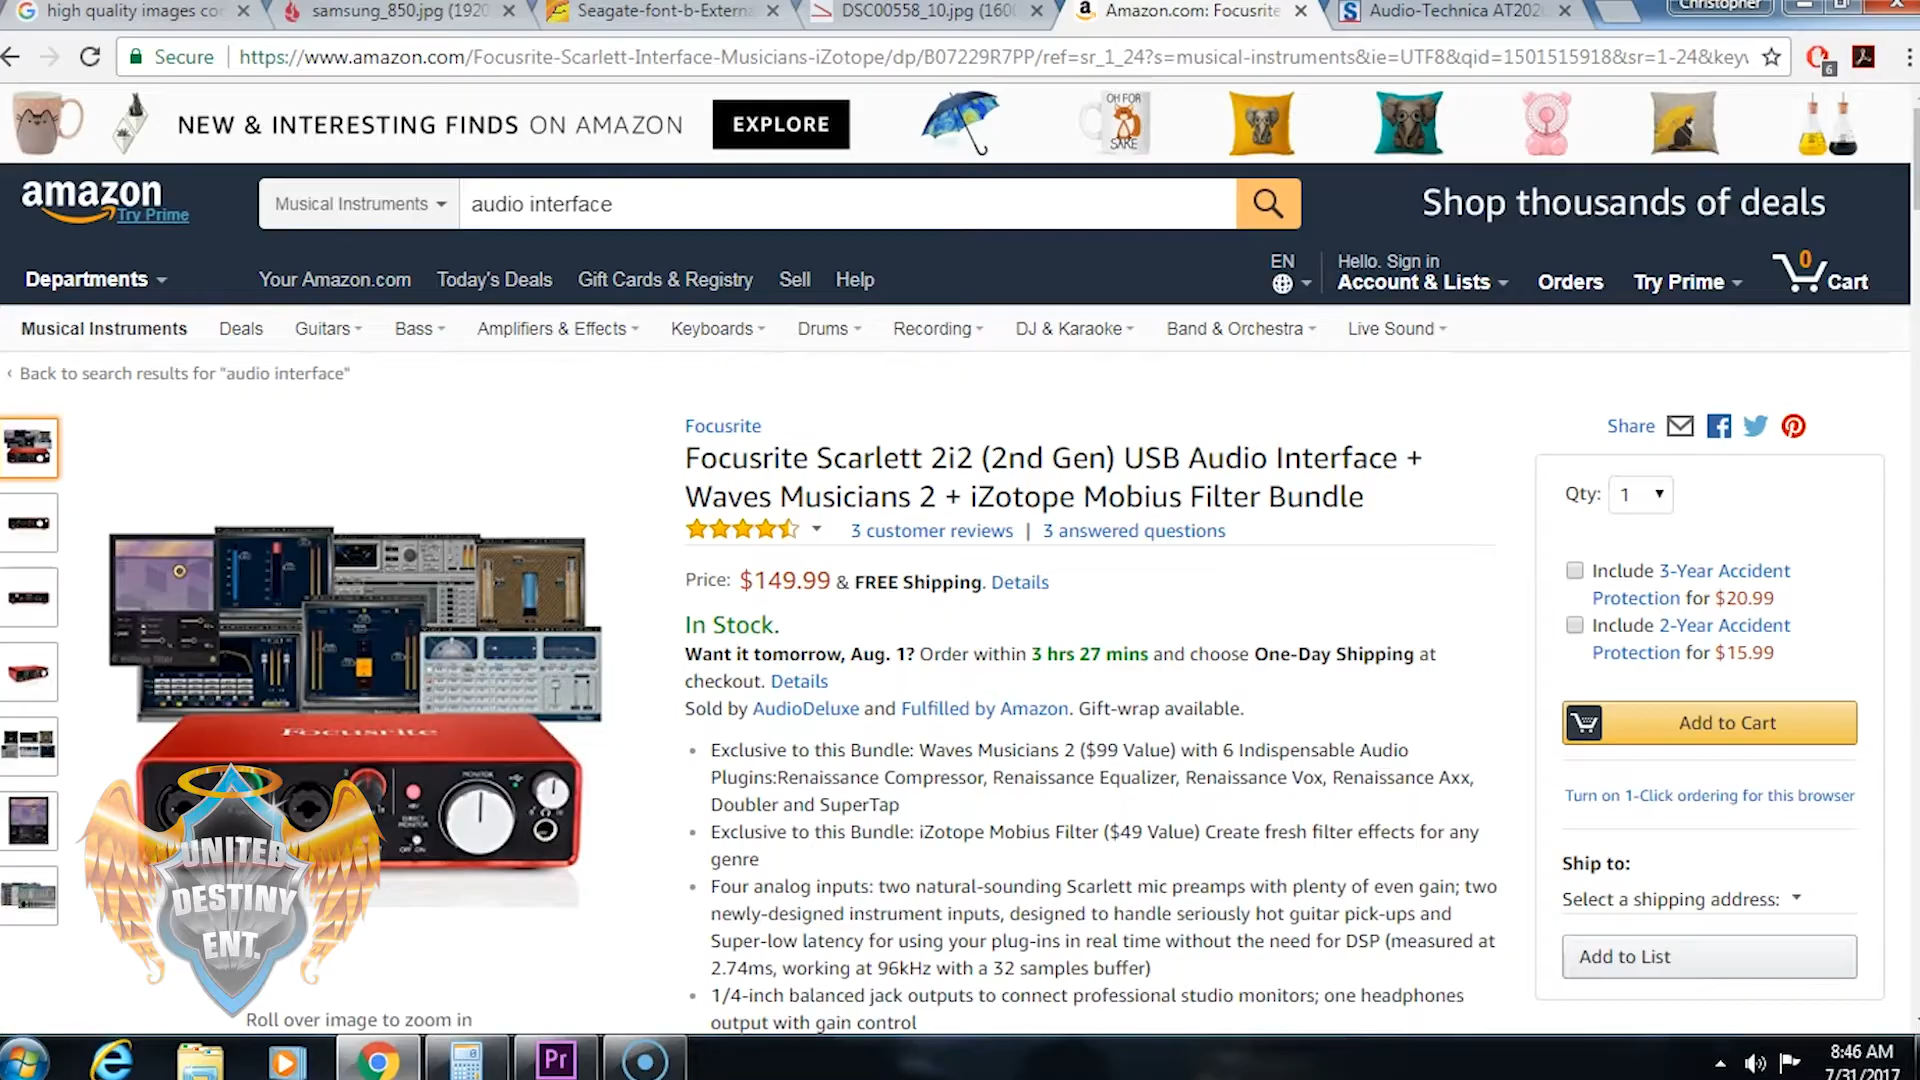 high quality images co
samsung_850.jpg (1920
Seagate-font-b-Externa
DSC00558_10.jpg (160
Amazon.com: Focusrite
Audio-Technica AT202
Christopher
Secure
https://www.amazon.com/Focusrite-Scarlett-Interface-Musicians-iZotope/dp/B07229R7PP/ref=sr_1_24?s=musical-instruments&ie=UTF8&qid=1501515918&sr=1-24&keyw
6
NEW & INTERESTING FINDS ON AMAZON
EXPLORE
OH FOR
SAKE
amazon
Try Prime
Musical Instruments
audio interface
Shop thousands of deals
Departments
Your Amazon.com
Today's Deals
Gift Cards & Registry
Sell
Help
EN
Hello. Sign in
Account & Lists
Orders
Try Prime
0
Cart
Musical Instruments
Deals
Guitars
Bass
Amplifiers & Effects
Keyboards
Drums
Recording
DJ & Karaoke
Band & Orchestra
Live Sound
‹ Back to search results for "audio interface"
Focusrite
Focusrite Scarlett 2i2 (2nd Gen) USB Audio Interface +
Waves Musicians 2 + iZotope Mobius Filter Bundle
3 customer reviews | 3 answered questions
Price: $149.99 & FREE Shipping. Details
In Stock.
Want it tomorrow, Aug. 1? Order within 3 hrs 27 mins and choose One-Day Shipping at
checkout. Details
Sold by AudioDeluxe and Fulfilled by Amazon. Gift-wrap available.
• Exclusive to this Bundle: Waves Musicians 2 ($99 Value) with 6 Indispensable Audio
Plugins:Renaissance Compressor, Renaissance Equalizer, Renaissance Vox, Renaissance Axx,
Doubler and SuperTap
• Exclusive to this Bundle: iZotope Mobius Filter ($49 Value) Create fresh filter effects for any
genre
• Four analog inputs: two natural-sounding Scarlett mic preamps with plenty of even gain; two
newly-designed instrument inputs, designed to handle seriously hot guitar pick-ups and
Super-low latency for using your plug-ins in real time without the need for DSP (measured at
2.74ms, working at 96kHz with a 32 samples buffer)
• 1/4-inch balanced jack outputs to connect professional studio monitors; one headphones
output with gain control
Share
Qty: 1
Include 3-Year Accident
Protection for $20.99
Include 2-Year Accident
Protection for $15.99
Add to Cart
Turn on 1-Click ordering for this browser
Ship to:
Select a shipping address:
Add to List
Focusrite
MONITOR
DIRECT
MONITOR
OFF ON
UNITED
DESTINY
ENT.
Roll over image to zoom in
Pr
8:46 AM
7/31/2017